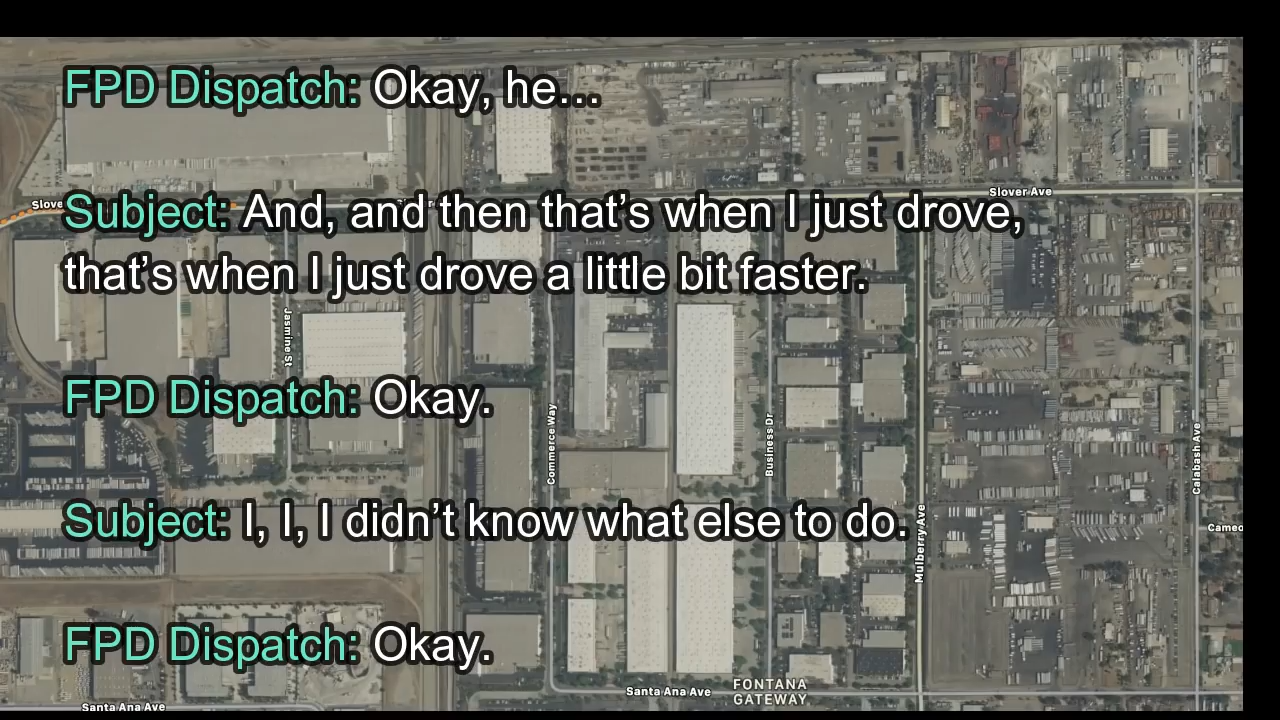 FPD Dispatch: Okay, he...
Slover Ave
Subject: And, and then that's when I just drove,
that's when I just drove a little bit faster.
Jasmine St
FPD Dispatch: Okay.
Commerce Way
Business Dr
Calabash Ave
Subject: I, I, I didn't know what else to do.
Mulberry Ave
Cameo
FPD Dispatch: Okay.
Santa Ana Ave
FONTANA
GATEWAY
Santa Ana Ave